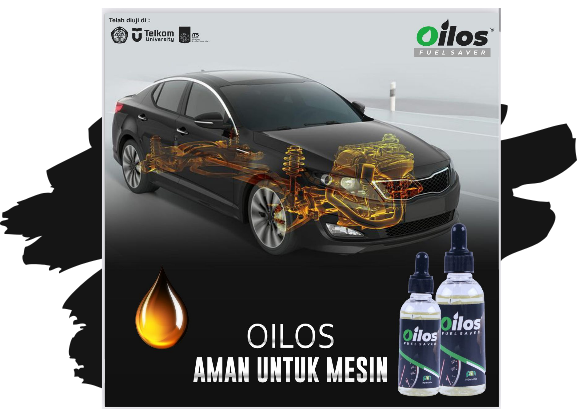 Telah diuji di :
Telkom
University
ITS
Oilos
FUEL SAVER
Oilos
FUEL SAVER
Oilos
FUEL SAVER
OILOS
AMAN UNTUK MESIN